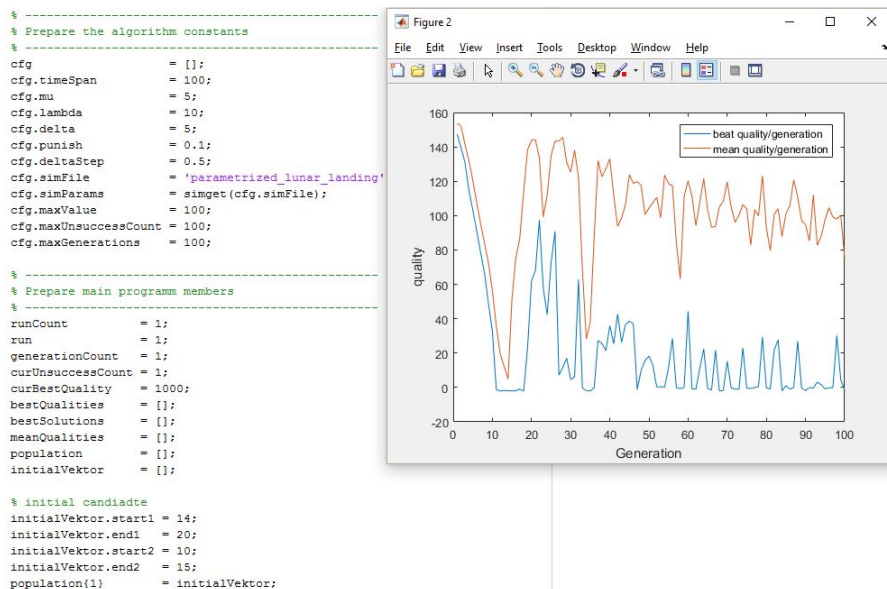 % --------------------------------------------
% Prepare the algorithm constants
% --------------------------------------------
cfg = [];
cfg.timeSpan = 100;
cfg.mu = 5;
cfg.lambda = 10;
cfg.delta = 5;
cfg.punish = 0.1;
cfg.deltaStep = 0.5;
cfg.simFile = 'parametrized_lunar_landing'
cfg.simParams = simget(cfg.simFile);
cfg.maxValue = 100;
cfg.maxUnsuccessCount = 100;
cfg.maxGenerations = 100;
% --------------------------------------------
% Prepare main programm members
% --------------------------------------------
runCount = 1;
run = 1;
generationCount = 1;
curUnsuccessCount = 1;
curBestQuality = 1000;
bestQualities = [];
bestSolutions = [];
meanQualities = [];
population = [];
initialVektor = [];
% initial candiadte
initialVektor.start1 = 14;
initialVektor.end1 = 20;
initialVektor.start2 = 10;
initialVektor.end2 = 15;
population{1} = initialVektor;
Figure 2
File Edit View Insert Tools Desktop Window Help
beat quality/generation
mean quality/generation
160
140
120
100
80
60
40
20
0
-20
quality
0 10 20 30 40 50 60 70 80 90 100
Generation